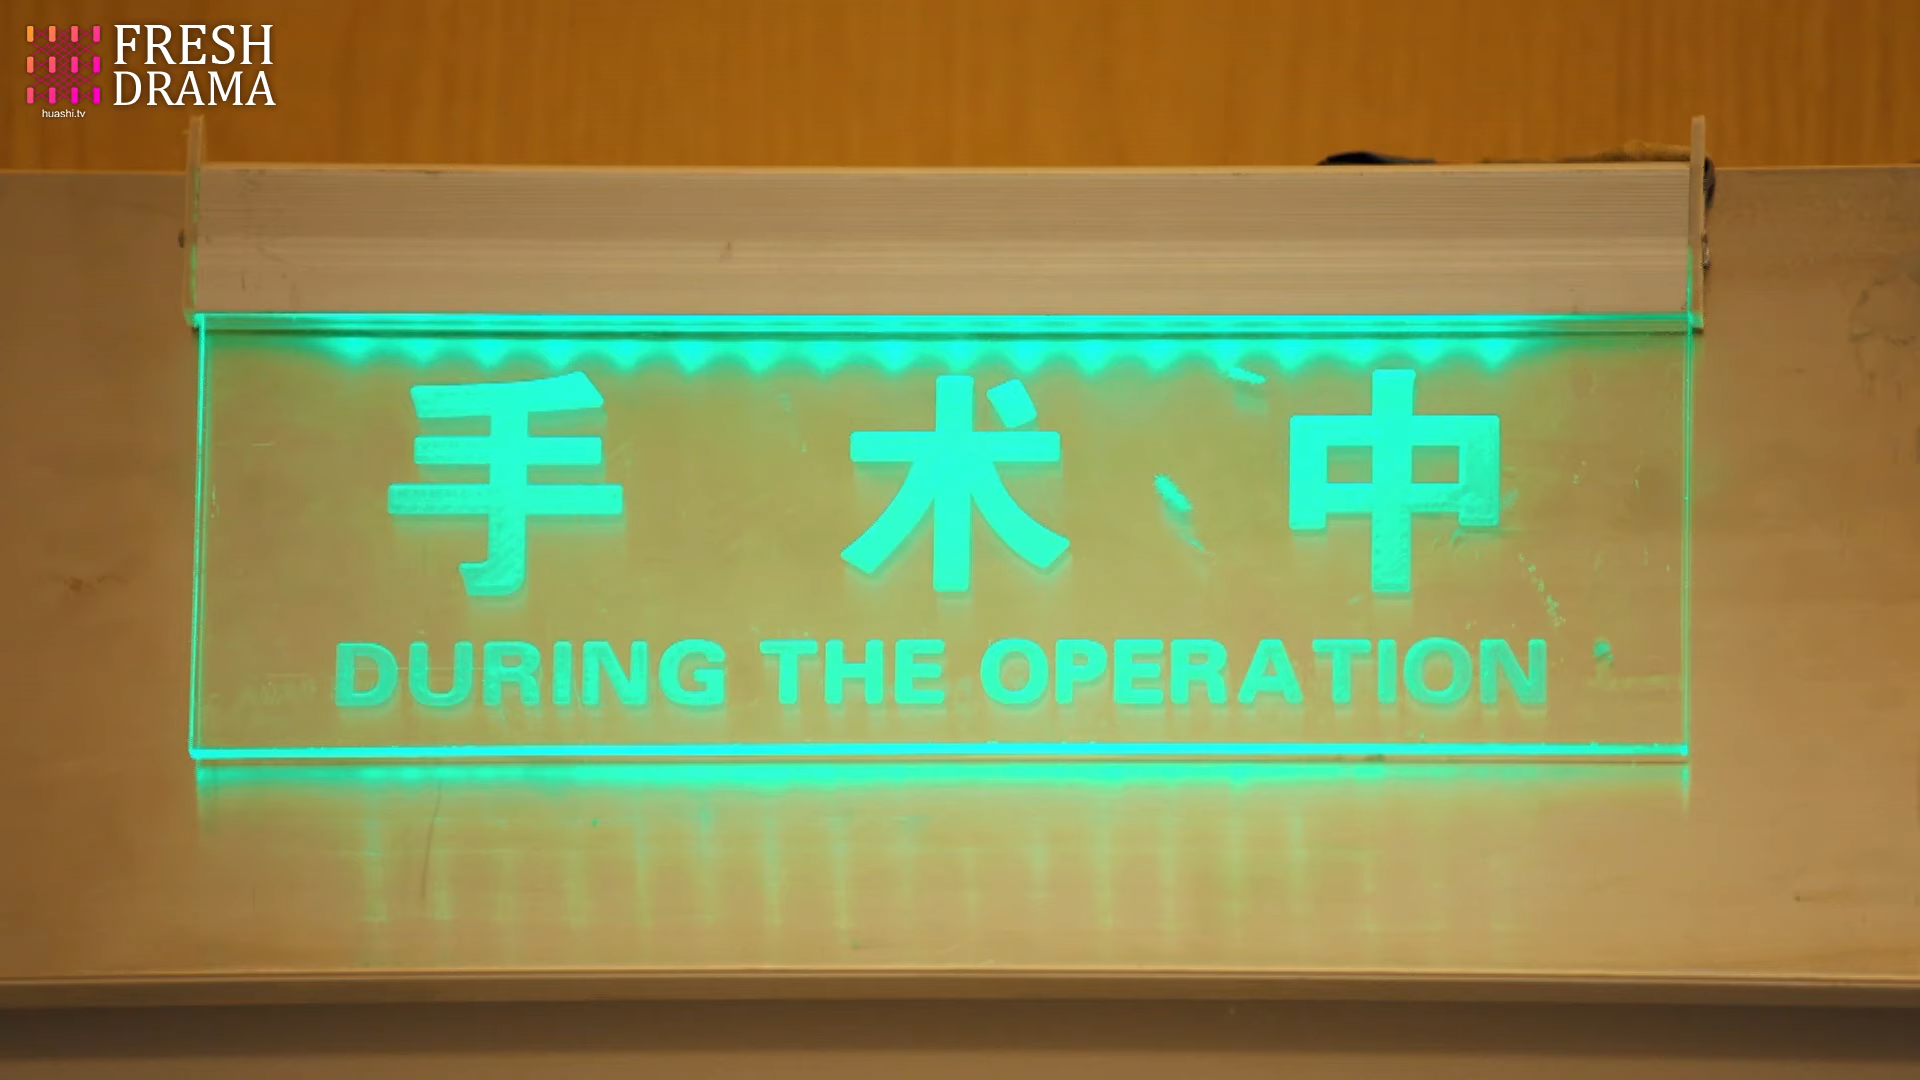 FRESH
DRAMA
huashi.tv
手术中
DURING THE OPERATION